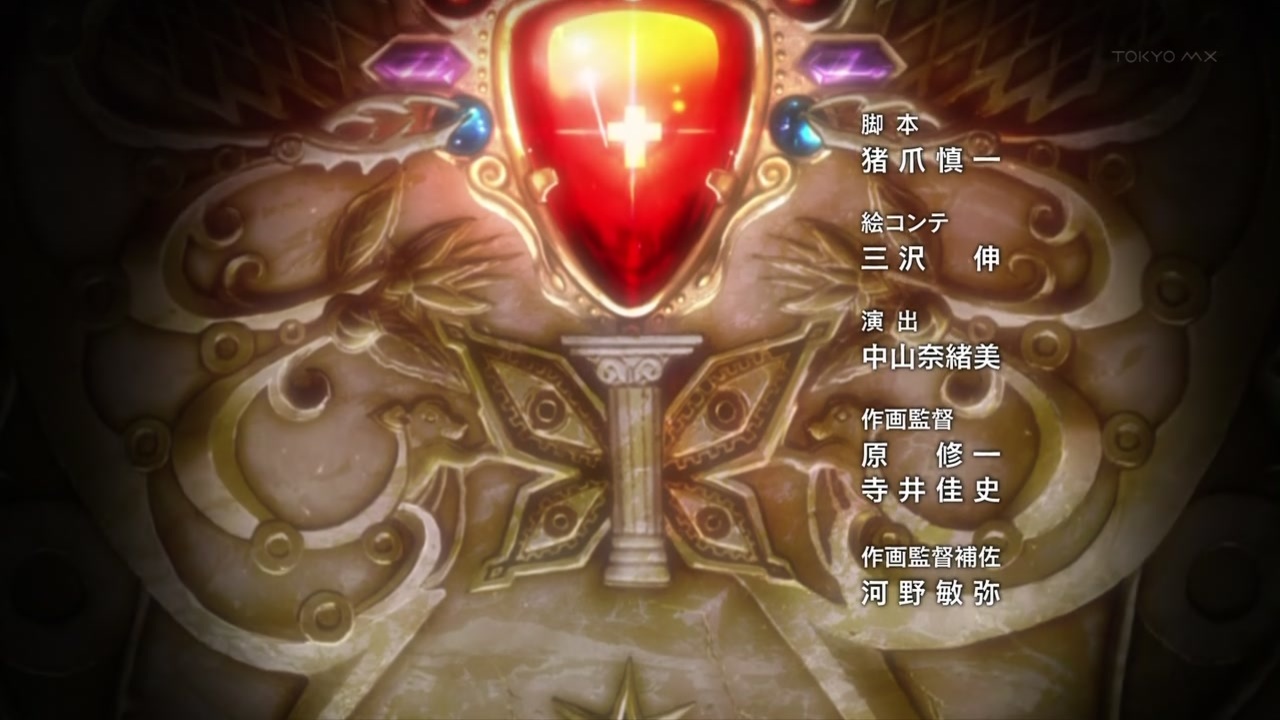 TOKYO MX
脚本
猪爪慎一
絵コンテ
三沢 伸
演出
中山奈緒美
作画監督
原 修一
寺井佳史
作画監督補佐
河野敏弥